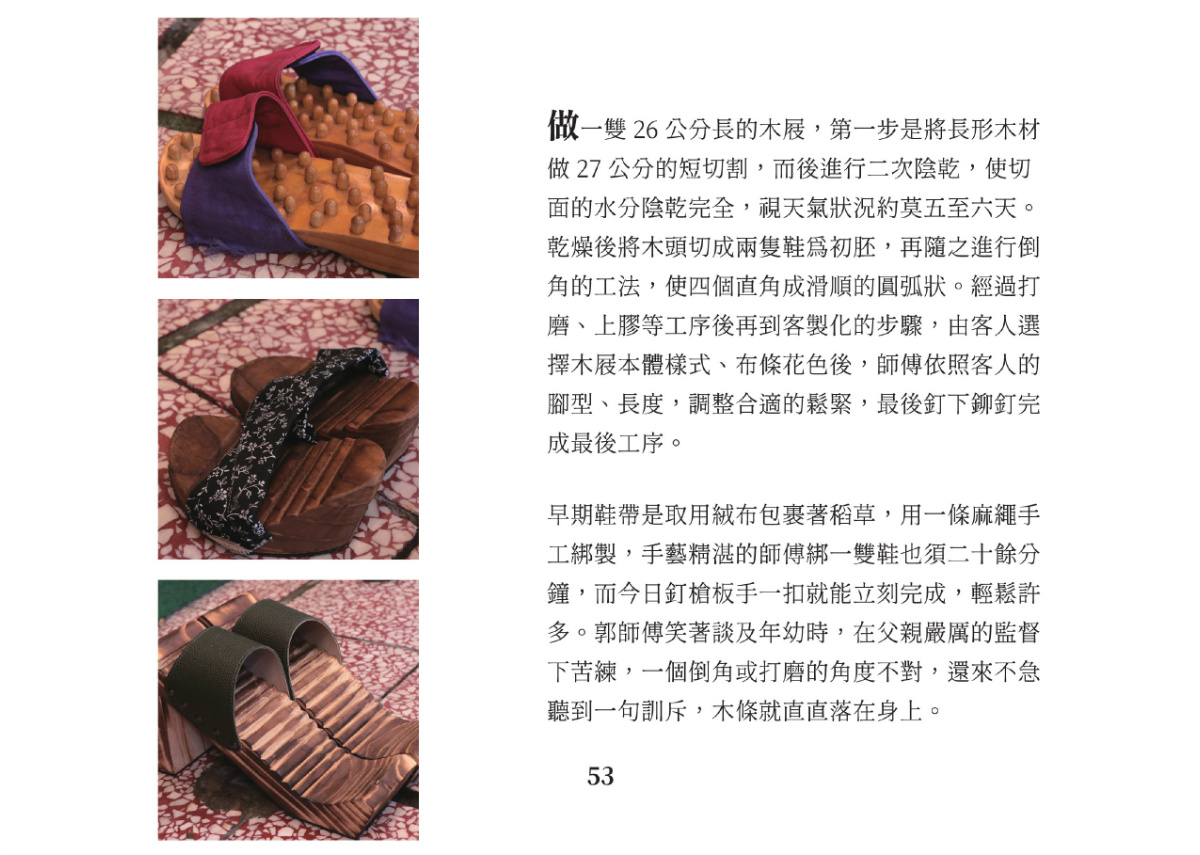 做一雙 26 公分長的木屐，第一步是將長形木材
做 27 公分的短切割，而後進行二次陰乾，使切
面的水分陰乾完全，視天氣狀況約莫五至六天。
乾燥後將木頭切成兩隻鞋為初胚，再隨之進行倒
角的工法，使四個直角成滑順的圓弧狀。經過打
磨、上膠等工序後再到客製化的步驟，由客人選
擇木屐本體樣式、布條花色後，師傅依照客人的
腳型、長度，調整合適的鬆緊，最後釘下鉚釘完
成最後工序。
早期鞋帶是取用絨布包裹著稻草，用一條麻繩手
工綁製，手藝精湛的師傅綁一雙鞋也須二十餘分
鐘，而今日釘槍板手一扣就能立刻完成，輕鬆許
多。郭師傅笑著談及年幼時，在父親嚴厲的監督
下苦練，一個倒角或打磨的角度不對，還來不急
聽到一句訓斥，木條就直直落在身上。
53